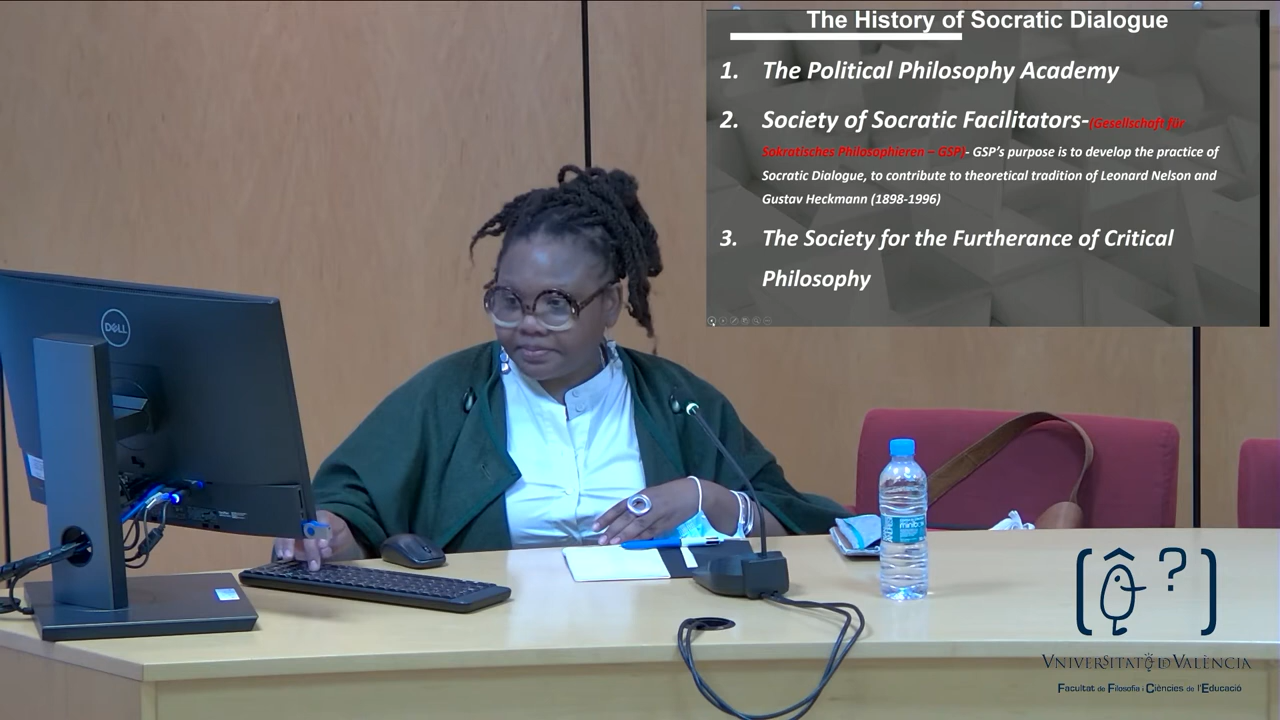 The History of Socratic Dialogue
1. The Political Philosophy Academy
2. Society of Socratic Facilitators-(Gesellschaft für
Sokratisches Philosophieren – GSP)- GSP's purpose is to develop the practice of
Socratic Dialogue, to contribute to theoretical tradition of Leonard Nelson and
Gustav Heckmann (1898-1996)
3. The Society for the Furtherance of Critical
Philosophy
DELL
?
VNIVERSITAT ID VALÈNCIA
Facultat de Filosofia i Ciències de l'Educació